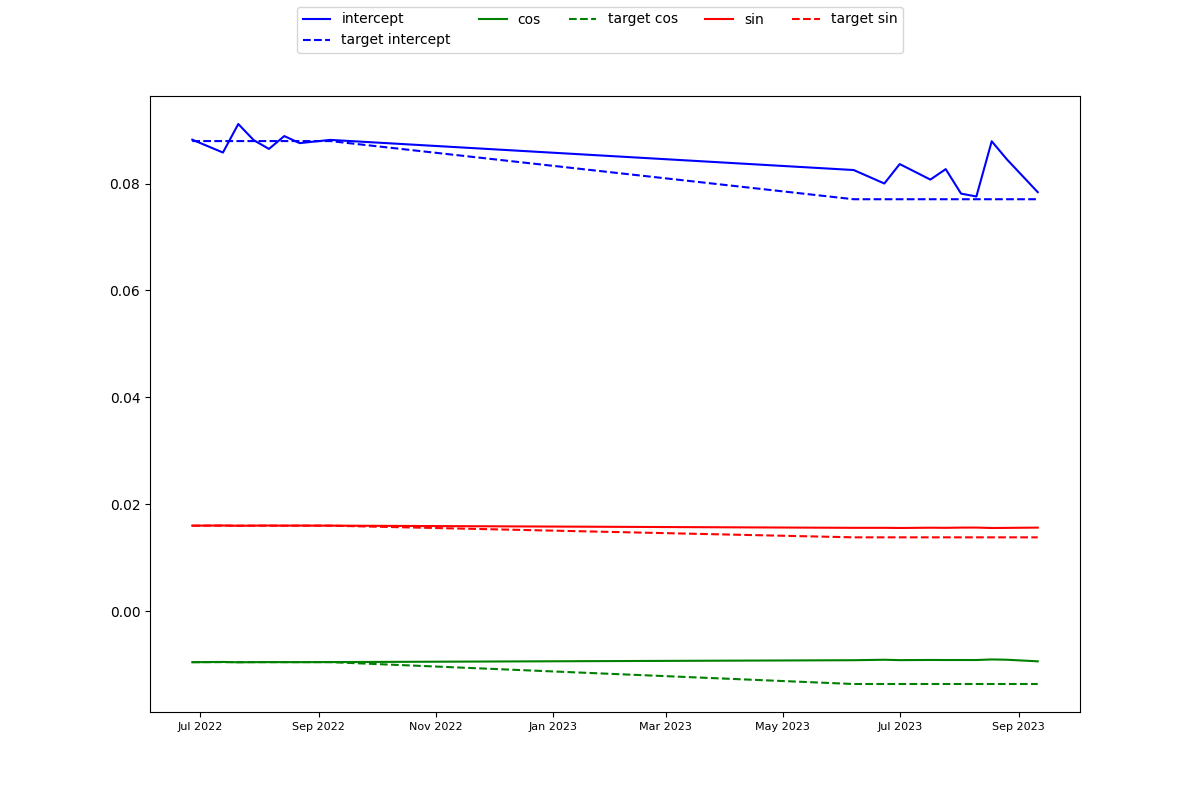 intercept cos target cos sin target sin
target intercept
0.08
0.06
0.04
0.02
0.00
Jul 2022 Sep 2022 Nov 2022 Jan 2023 Mar 2023 May 2023 Jul 2023 Sep 2023